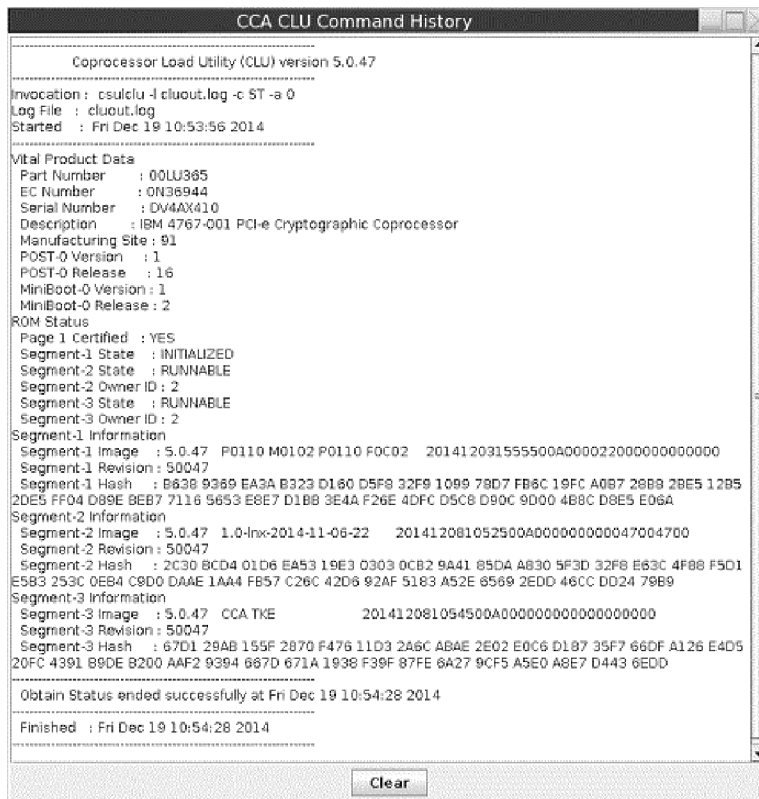 CCA CLU Command History
------------------------------------------------------------
Coprocessor Load Utility (CLU) version 5.0.47
------------------------------------------------------------
Invocation : csulclu -l cluout.log -c ST -a 0
Log File : cluout.log
Started : Fri Dec 19 10:53:56 2014
------------------------------------------------------------
Vital Product Data
Part Number : 00LU365
EC Number : 0N36944
Serial Number : DV4AX410
Description : IBM 4767-001 PCI-e Cryptographic Coprocessor
Manufacturing Site : 91
POST-0 Version : 1
POST-0 Release : 16
MiniBoot-0 Version : 1
MiniBoot-0 Release : 2
ROM Status
Page 1 Certified : YES
Segment-1 State : INITIALIZED
Segment-2 State : RUNNABLE
Segment-2 Owner ID : 2
Segment-3 State : RUNNABLE
Segment-3 Owner ID : 2
Segment-1 Information
Segment-1 Image : 5.0.47 P0110 M0102 P0110 F0C02 201412031555500A000022000000000000
Segment-1 Revision : 50047
Segment-1 Hash : B638 9369 EA3A B323 D160 D5F8 32F9 1099 78D7 FB6C 19FC A0B7 28B8 2BE5 12B5
2DE5 FF04 D89E BEB7 7116 5653 E8E7 D1BB 3E4A F26E 4DFC D5C8 D90C 9D00 4B8C D8E5 E06A
Segment-2 Information
Segment-2 Image : 5.0.47 1.0-lnx-2014-11-06-22 201412081052500A000000000047004700
Segment-2 Revision : 50047
Segment-2 Hash : 2C30 BCD4 01D6 EA53 19E3 0303 0CB2 9A41 85DA A830 5F3D 32F8 E63C 4F88 F5D1
E5B3 253C 0EB4 C9D0 DAAE 1AA4 FB57 C26C 42D6 92AF 5183 A52E 6569 2EDD 46CC DD24 79B9
Segment-3 Information
Segment-3 Image : 5.0.47 CCA TKE 201412081054500A000000000000000000
Segment-3 Revision : 50047
Segment-3 Hash : 67D1 29AB 155F 2870 F476 11D3 2A6C ABAE 2E02 E0C6 D187 35F7 66DF A126 E4D5
20FC 4391 B9DE B200 AAF2 9394 667D 671A 1938 F39F 87FE 6A27 9CF5 A5E0 A8E7 D443 6EDD
------------------------------------------------------------
Obtain Status ended successfully at Fri Dec 19 10:54:28 2014
------------------------------------------------------------
Finished : Fri Dec 19 10:54:28 2014
------------------------------------------------------------
Clear